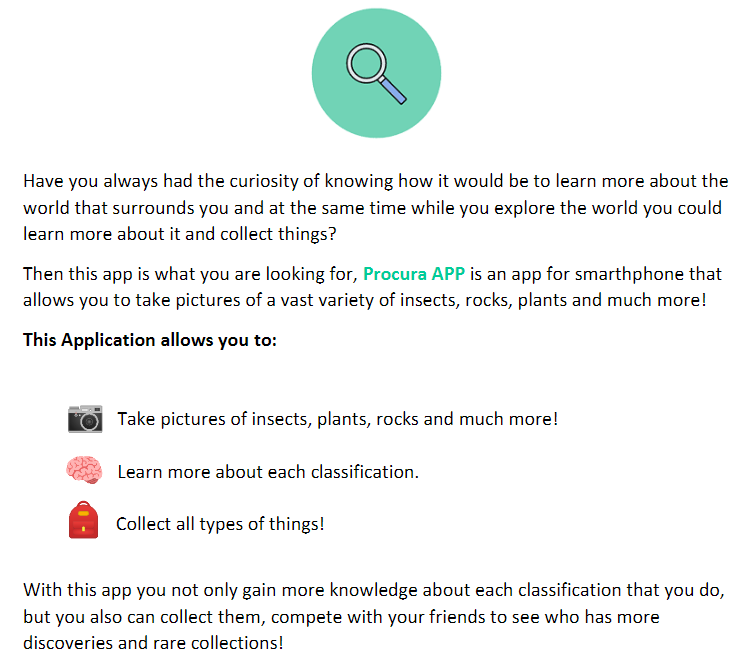 Have you always had the curiosity of knowing how it would be to learn more about the
world that surrounds you and at the same time while you explore the world you could
learn more about it and collect things?
Then this app is what you are looking for, Procura APP is an app for smarthphone that
allows you to take pictures of a vast variety of insects, rocks, plants and much more!
This Application allows you to:
Take pictures of insects, plants, rocks and much more!
Learn more about each classification.
Collect all types of things!
With this app you not only gain more knowledge about each classification that you do,
but you also can collect them, compete with your friends to see who has more
discoveries and rare collections!